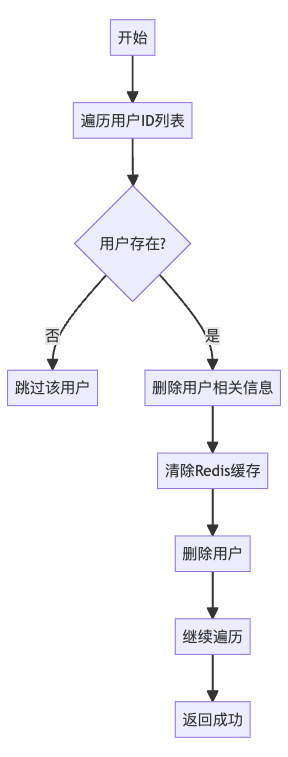 开始
遍历用户ID列表
用户存在?
否
是
跳过该用户
删除用户相关信息
清除Redis缓存
删除用户
继续遍历
返回成功